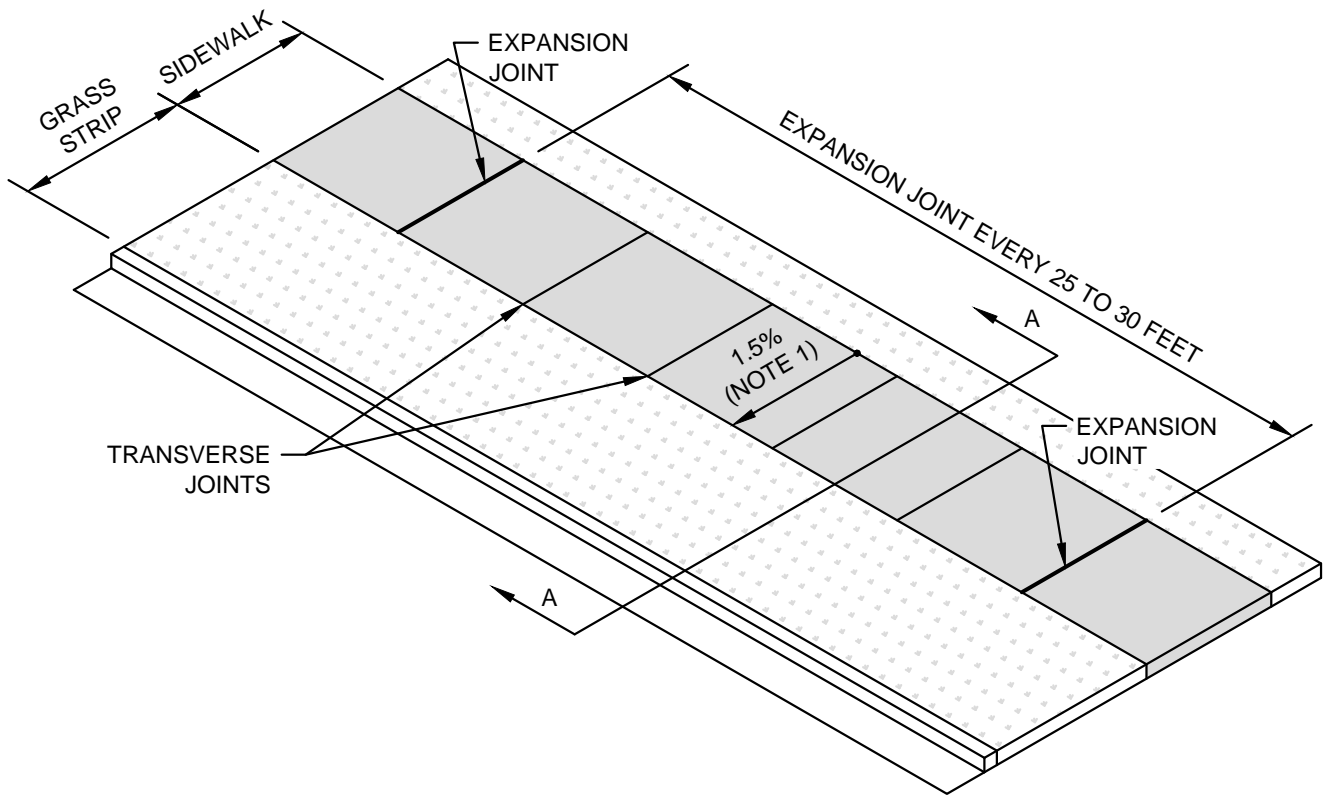 SIDEWALK
GRASS
STRIP
EXPANSION
JOINT
EXPANSION JOINT EVERY 25 TO 30 FEET
A
1.5%
(NOTE 1)
EXPANSION
JOINT
TRANSVERSE
JOINTS
A